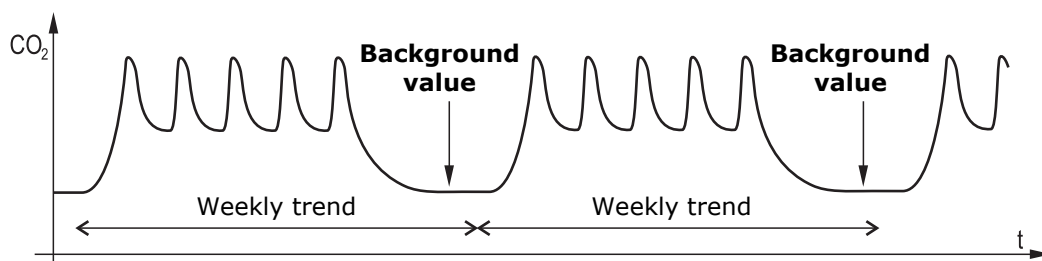 CO₂
Background
value
Background
value
Weekly trend
Weekly trend
t